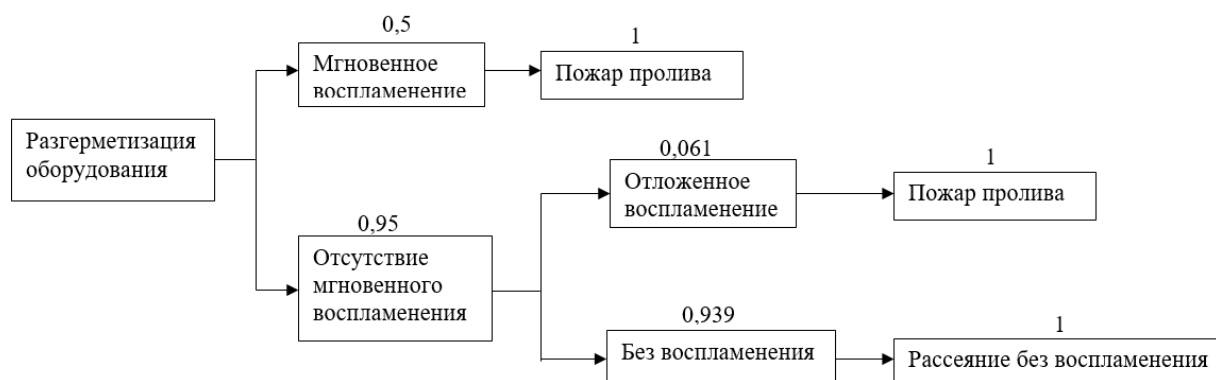 0,5
Мгновенное
воспламенение
1
Пожар пролива
Разгерметизация
оборудования
0,061
Отложенное
воспламенение
1
Пожар пролива
0,95
Отсутствие
мгновенного
воспламенения
0,939
Без воспламенения
1
Рассеяние без воспламенения